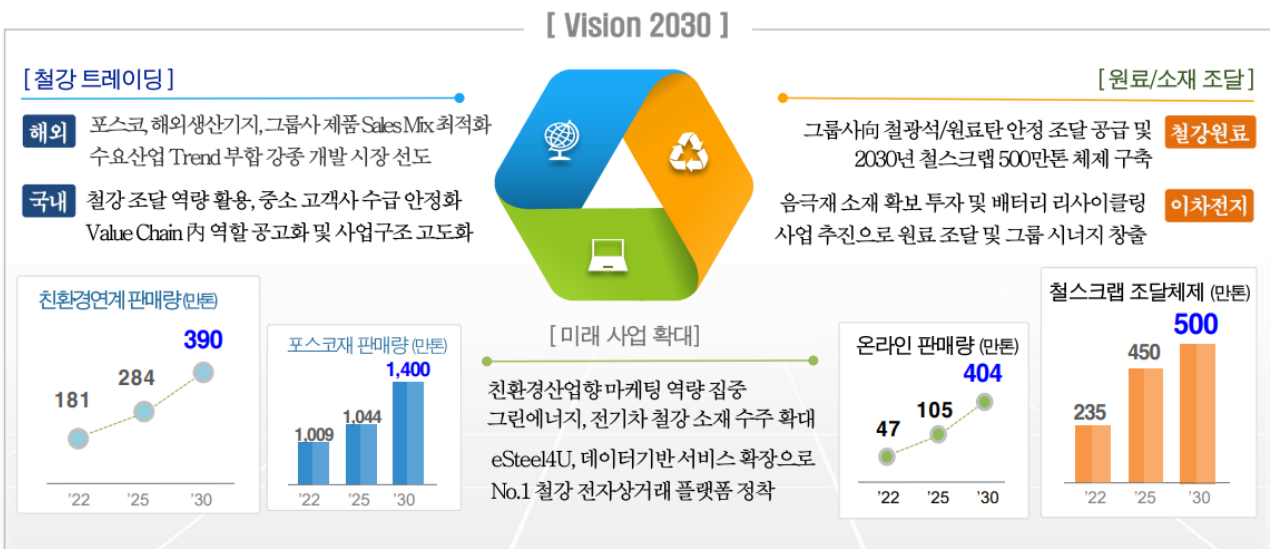 [ Vision 2030 ]
[ 철강 트레이딩 ]
해외
포스코, 해외생산기지, 그룹사 제품 Sales Mix 최적화
수요산업 Trend 부합 강종 개발 시장 선도
국내
철강 조달 역량 활용, 중소 고객사 수급 안정화
Value Chain 內 역할 공고화 및 사업구조 고도화
[ 원료/소재 조달 ]
그룹사向 철광석/원료탄 안정 조달 공급 및
2030년 철스크랩 500만톤 체제 구축
철강원료
음극재 소재 확보 투자 및 배터리 리사이클링
사업 추진으로 원료 조달 및 그룹 시너지 창출
이차전지
친환경연계 판매량(만톤)
181
284
390
'22 '25 '30
포스코재 판매량 (만톤)
1,009
1,044
1,400
'22 '25 '30
[ 미래 사업 확대]
친환경산업향 마케팅 역량 집중
그린에너지, 전기차 철강 소재 수주 확대
eSteel4U, 데이터기반 서비스 확장으로
No.1 철강 전자상거래 플랫폼 정착
온라인 판매량 (만톤)
47
105
404
'22 '25 '30
철스크랩 조달체제 (만톤)
235
450
500
'22 '25 '30